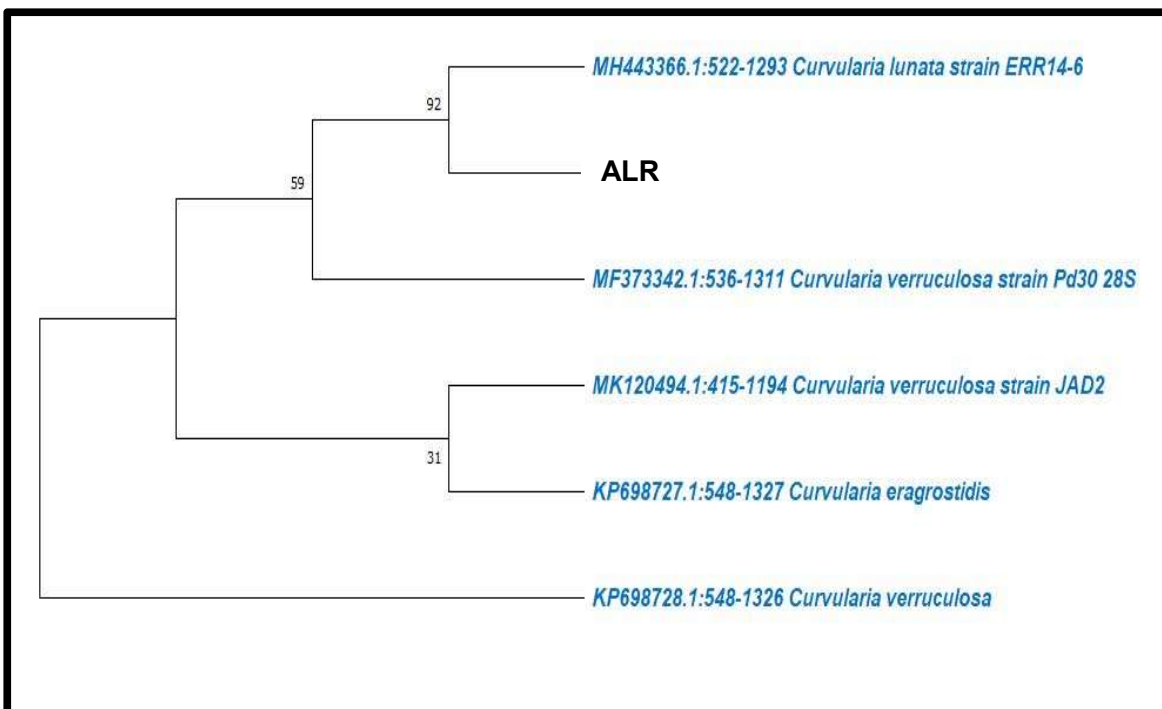 MH443366.1:522-1293 Curvularia lunata strain ERR14-6
92
ALR
59
MF373342.1:536-1311 Curvularia verruculosa strain Pd30 28S
MK120494.1:415-1194 Curvularia verruculosa strain JAD2
31
KP698727.1:548-1327 Curvularia eragrostidis
KP698728.1:548-1326 Curvularia verruculosa